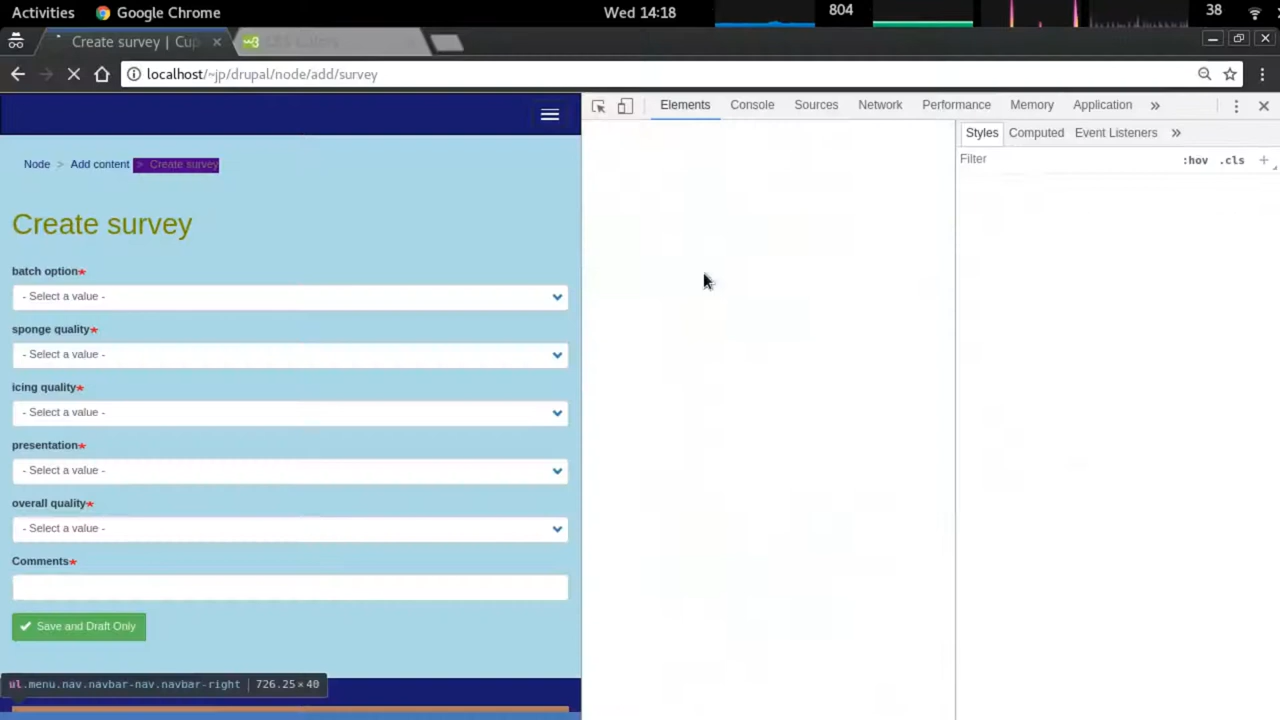 Activities Google Chrome Wed 14:18 804 38
Create survey | Cup
localhost/~jp/drupal/node/add/survey
Elements Console Sources Network Performance Memory Application »
Node > Add content > Create survey
Styles Computed Event Listeners »
Filter :hov .cls +
Create survey
batch option*
- Select a value -
sponge quality*
- Select a value -
icing quality*
- Select a value -
presentation*
- Select a value -
overall quality*
- Select a value -
Comments*
Save and Draft Only
ul.menu.nav.navbar-nav.navbar-right | 726.25×40